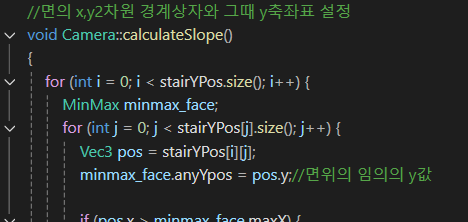 //면의 x,y2차원 경계상자와 그때 y축좌표 설정
void Camera::calculateSlope()
{
for (int i = 0; i < stairYPos.size(); i++) {
MinMax minmax_face;
for (int j = 0; j < stairYPos[j].size(); j++) {
Vec3 pos = stairYPos[i][j];
minmax_face.anyYpos = pos.y;//면위의 임의의 y값
if (pos.x > minmax_face.maxX) {